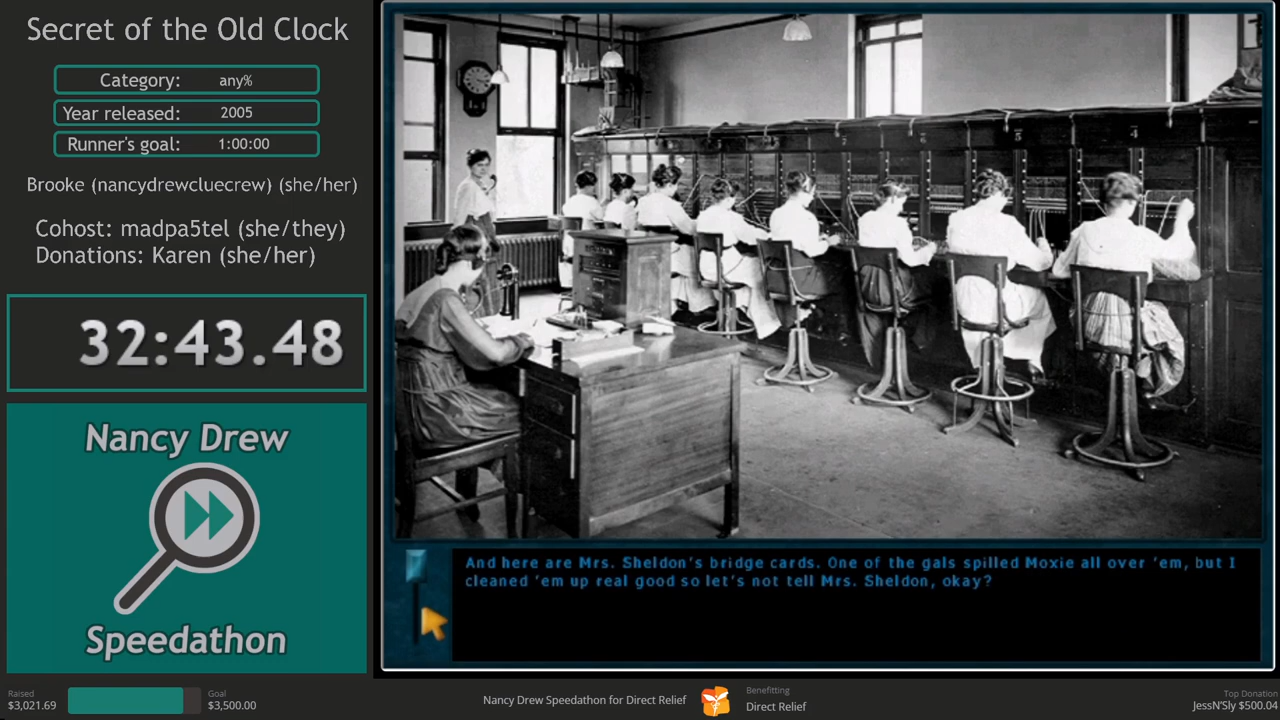 Secret of the Old Clock
Category: any%
Year released: 2005
Runner's goal: 1:00:00
Brooke (nancydrewcluecrew) (she/her)
Cohost: madpa5tel (she/they)
Donations: Karen (she/her)
32:43.48
Nancy Drew
Speedathon
And here are Mrs. Sheldon's bridge cards. One of the gals spilled Moxie all over 'em, but I
cleaned 'em up real good so let's not tell Mrs. Sheldon, okay?
Raised
$3,021.69
Goal
$3,500.00
Nancy Drew Speedathon for Direct Relief
Benefitting
Direct Relief
Top Donation
JessN'Sly $500.04